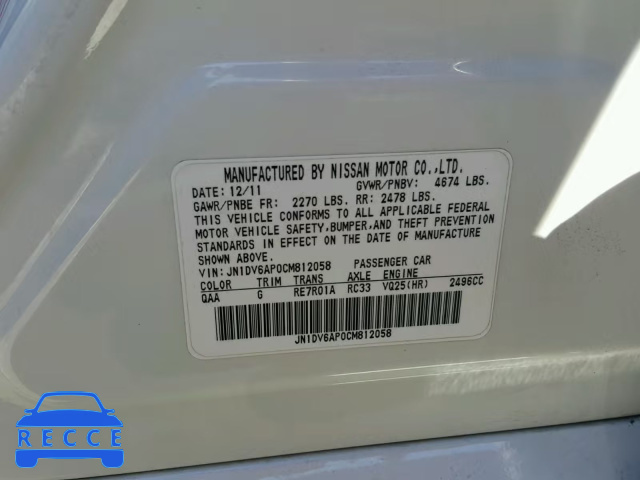 MANUFACTURED BY NISSAN MOTOR CO.,LTD.
DATE: 12/11 GVWR/PNBV: 4674 LBS.
GAWR/PNBE FR: 2270 LBS. RR: 2478 LBS.
THIS VEHICLE CONFORMS TO ALL APPLICABLE FEDERAL
MOTOR VEHICLE SAFETY, BUMPER, AND THEFT PREVENTION
STANDARDS IN EFFECT ON THE DATE OF MANUFACTURE
SHOWN ABOVE.
VIN: JN1DV6AP0CM812058 PASSENGER CAR
COLOR TRIM TRANS AXLE ENGINE
QAA G RE7R01A RC33 VQ25(HR) 2496CC
JN1DV6AP0CM812058
RECCE